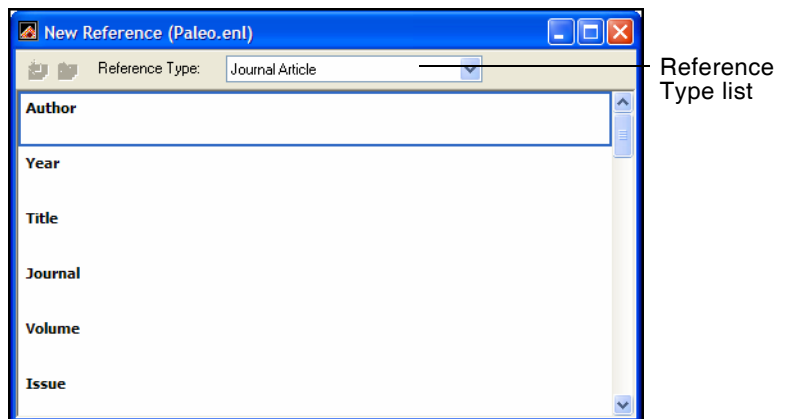 New Reference (Paleo.enl)
Reference Type: Journal Article
Reference
Type list
Author
Year
Title
Journal
Volume
Issue